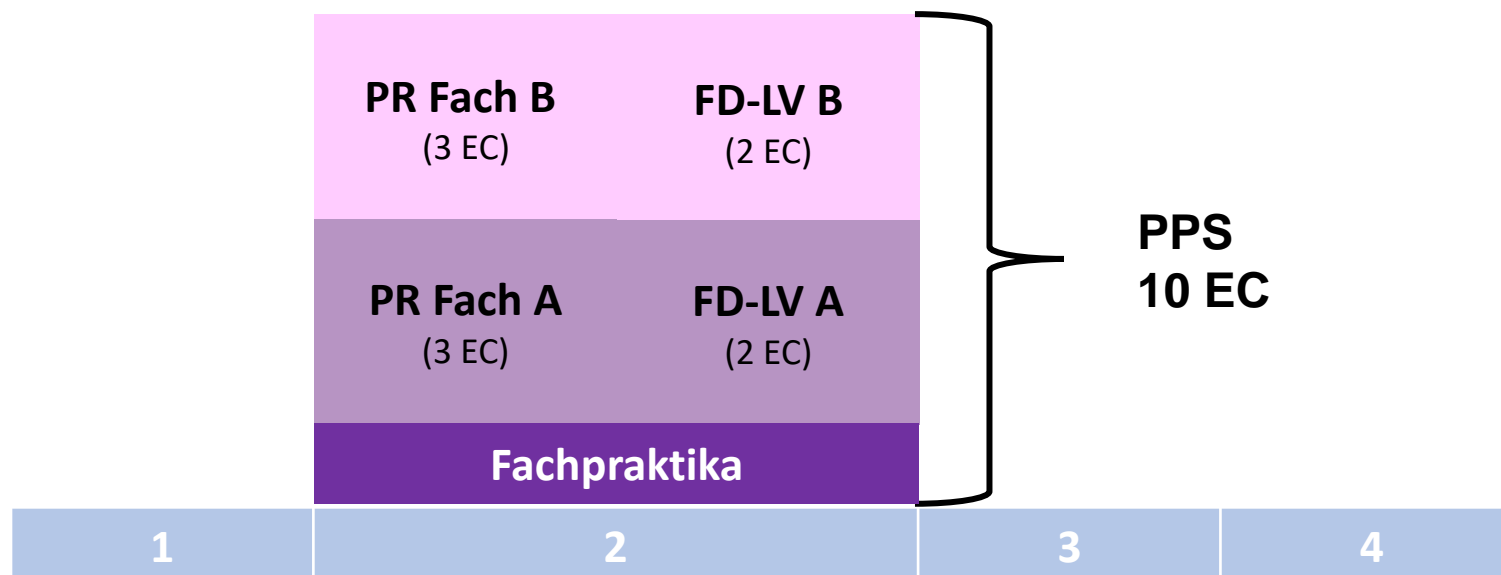 PR Fach B
(3 EC)
FD-LV B
(2 EC)
PR Fach A
(3 EC)
FD-LV A
(2 EC)
Fachpraktika
PPS
10 EC
1
2
3
4